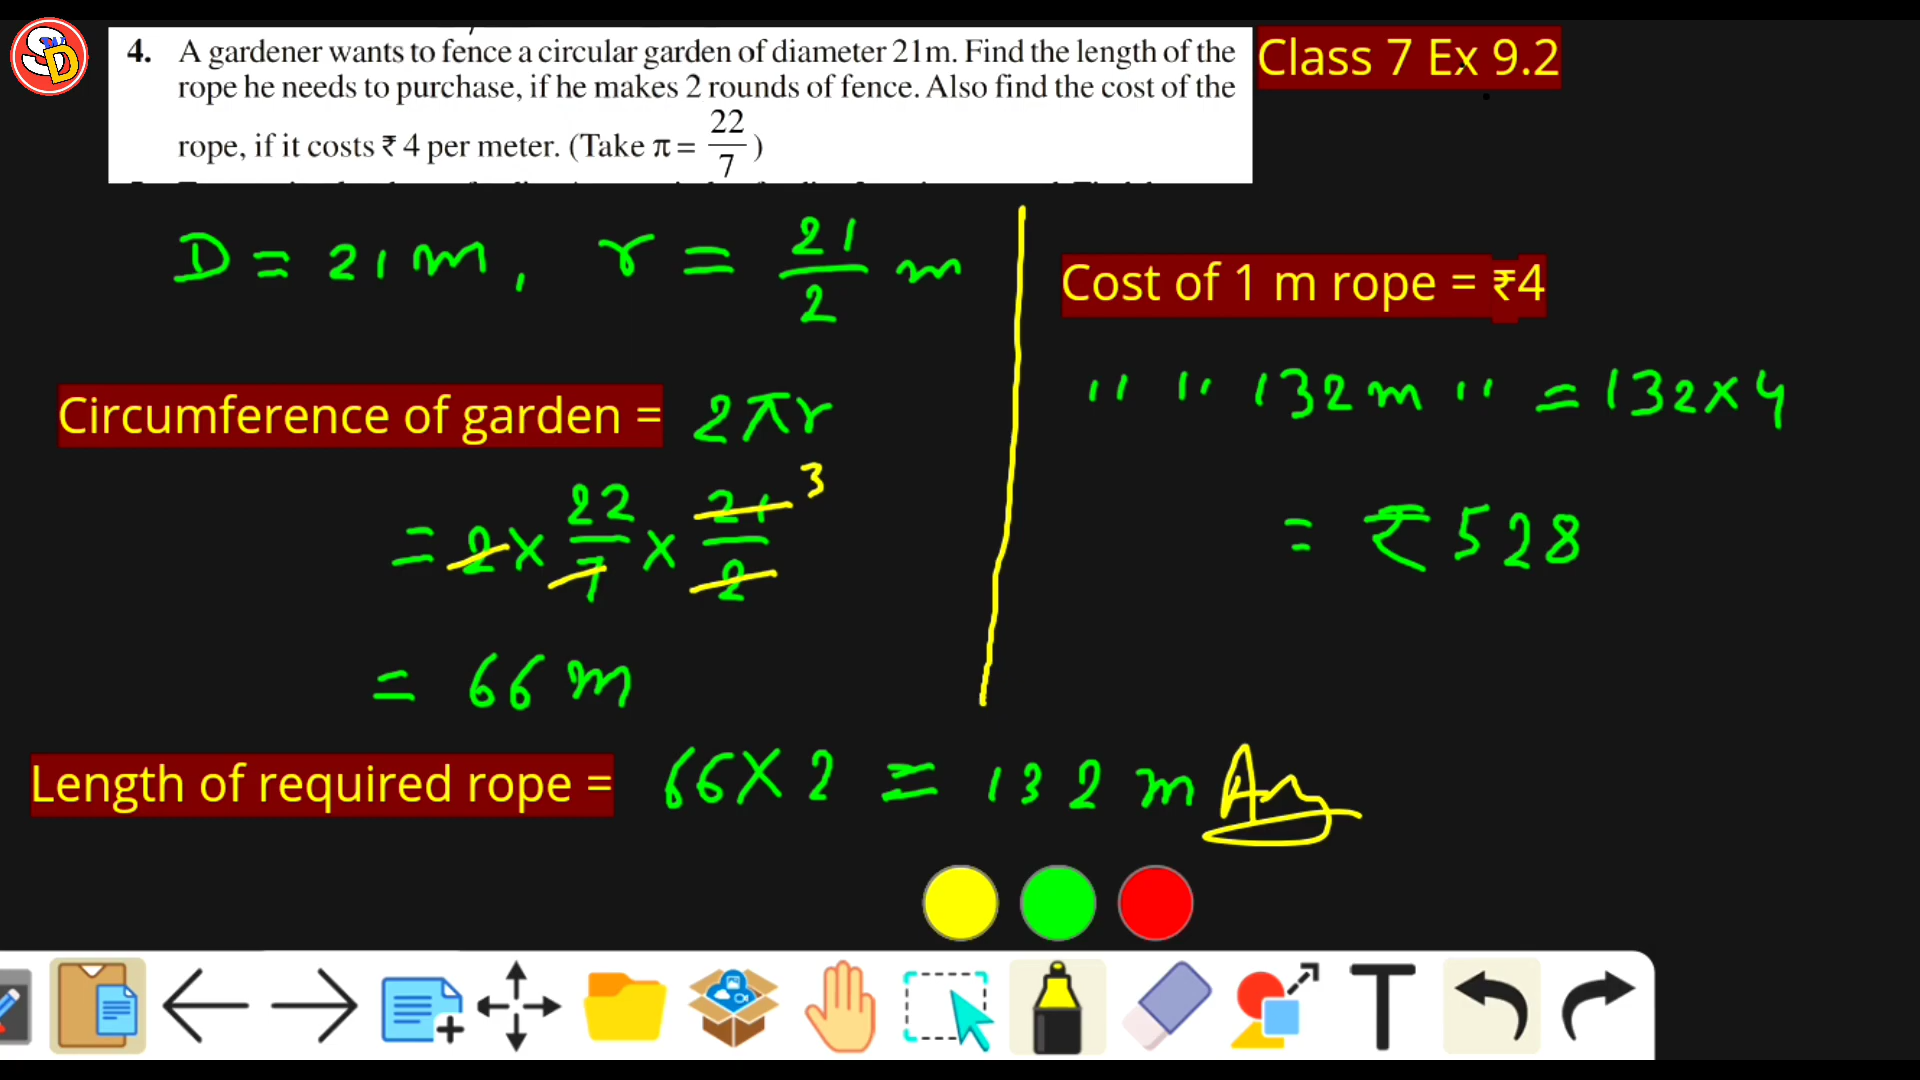 4. A gardener wants to fence a circular garden of diameter 21m. Find the length of the
rope he needs to purchase, if he makes 2 rounds of fence. Also find the cost of the
rope, if it costs ₹ 4 per meter. (Take π = 22/7)
Class 7 Ex 9.2
D = 21 m, r = 21/2 m
Circumference of garden = 2πr
= 2 × 22/7 × 21/2 3
= 66 m
Length of required rope = 66 × 2 = 132 m Ans
Cost of 1 m rope = ₹4
" " 132 m " = 132 × 4
= ₹ 528
SD
T